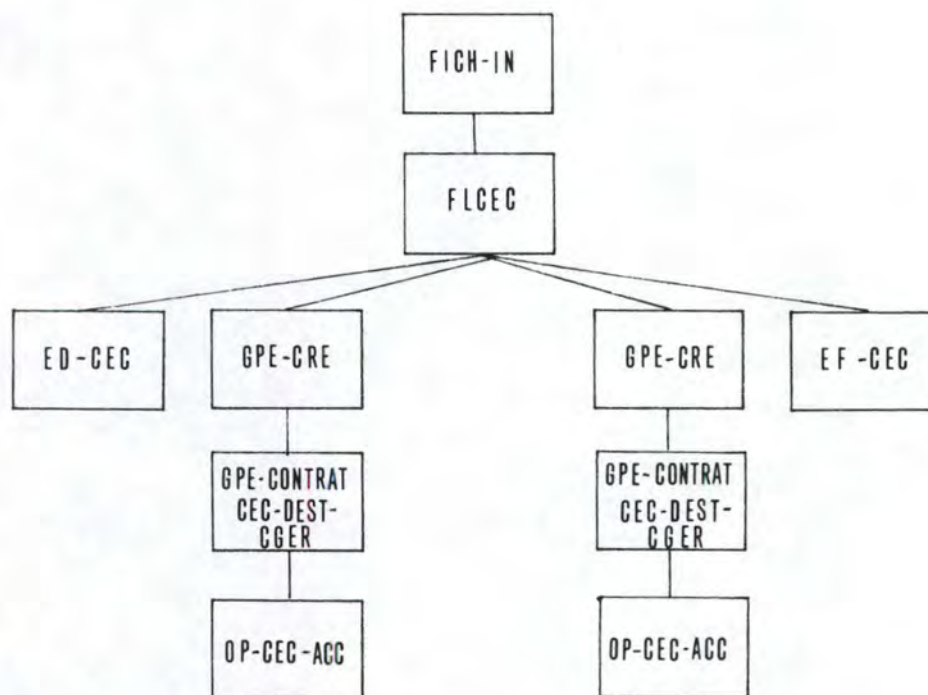 FICH-IN
FLCEC
ED-CEC
GPE-CRE
GPE-CRE
EF-CEC
GPE-CONTRAT
CEC-DEST-
CGER
GPE-CONTRAT
CEC-DEST-
CGER
OP-CEC-ACC
OP-CEC-ACC